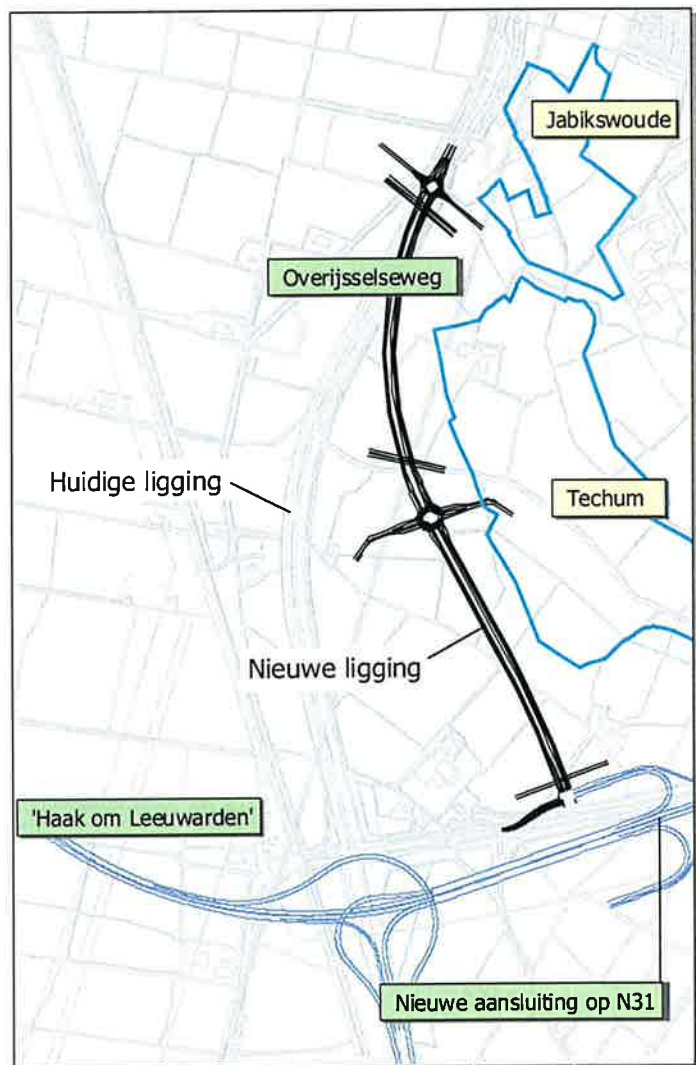 Jabikswoude
Overijsselseweg
Huidige ligging
Techum
Nieuwe ligging
'Haak om Leeuwarden'
Nieuwe aansluiting op N31